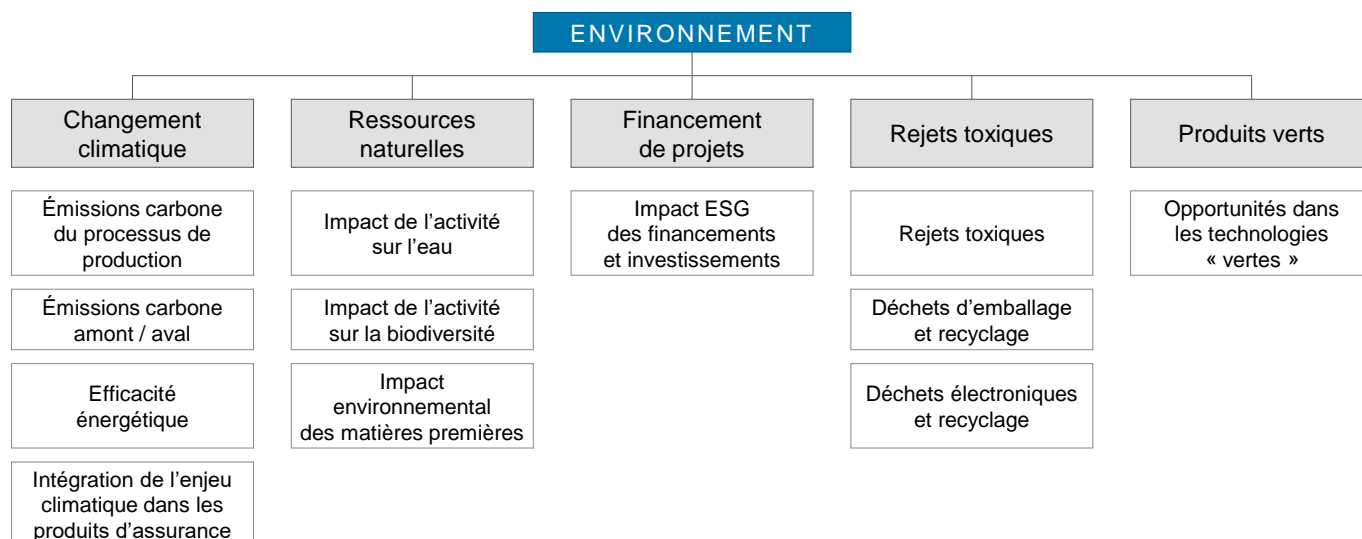 ENVIRONNEMENT
Changement
climatique
Ressources
naturelles
Financement
de projets
Rejets toxiques
Produits verts
Émissions carbone
du processus de
production
Impact de l’activité
sur l’eau
Impact ESG
des financements
et investissements
Rejets toxiques
Opportunités dans
les technologies
« vertes »
Émissions carbone
amont / aval
Impact de l’activité
sur la biodiversité
Déchets d’emballage
et recyclage
Efficacité
énergétique
Impact
environnemental
des matières premières
Déchets électroniques
et recyclage
Intégration de l’enjeu
climatique dans les
produits d’assurance